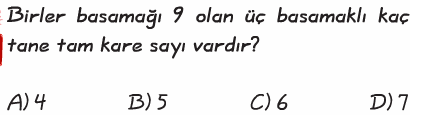 Birler basamağı 9 olan üç basamaklı kaç
tane tam kare sayı vardır?
A) 4 B) 5 C) 6 D) 7